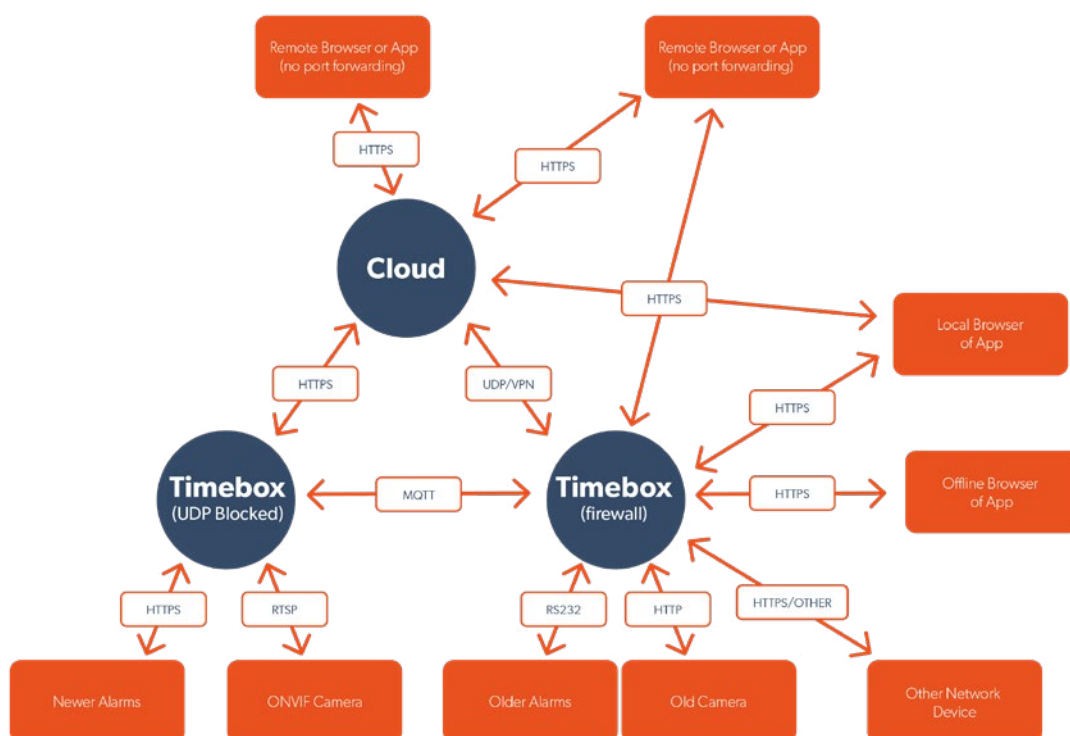 Remote Browser or App
(no port forwarding)
Remote Browser or App
(no port forwarding)
HTTPS
HTTPS
Cloud
HTTPS
Local Browser
of App
HTTPS
UDP/VPN
HTTPS
Timebox
(UDP Blocked)
MQTT
Timebox
(firewall)
HTTPS
Offline Browser
of App
HTTPS
RTSP
RS232
HTTP
HTTPS/OTHER
Newer Alarms
ONVIF Camera
Older Alarms
Old Camera
Other Network
Device